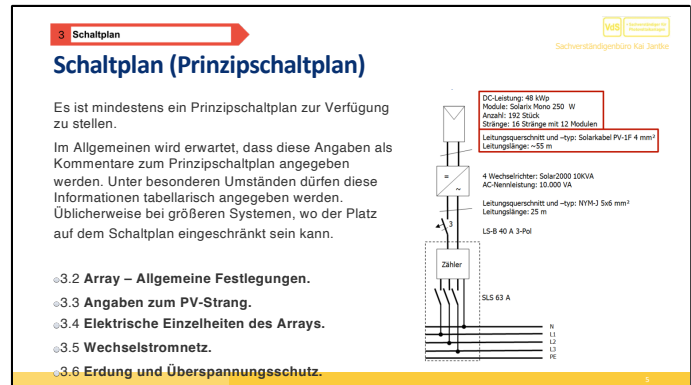 3 Schaltplan
VdS
Sachverständigenbüro Kai Jantke
Schaltplan (Prinzipschaltplan)
Es ist mindestens ein Prinzipschaltplan zur Verfügung
zu stellen.
Im Allgemeinen wird erwartet, dass diese Angaben als
Kommentare zum Prinzipschaltplan angegeben
werden. Unter besonderen Umständen dürfen diese
Informationen tabellarisch angegeben werden.
Üblicherweise bei größeren Systemen, wo der Platz
auf dem Schaltplan eingeschränkt sein kann.
3.2 Array – Allgemeine Festlegungen.
3.3 Angaben zum PV-Strang.
3.4 Elektrische Einzelheiten des Arrays.
3.5 Wechselstromnetz.
3.6 Erdung und Überspannungsschutz.
DC-Leistung: 48 kWp
Module: Solarix Mono 250 W
Anzahl: 192 Stück
Stränge: 16 Stränge mit 12 Modulen
Leitungsquerschnitt und –typ: Solarkabel PV-1F 4 mm²
Leitungslänge: ~55 m
=
~
4 Wechselrichter: Solar2000 10KVA
AC-Nennleistung: 10.000 VA
Leitungsquerschnitt und –typ: NYM-J 5x6 mm²
Leitungslänge: 25 m
3
LS-B 40 A 3-Pol
Zähler
SLS 63 A
N
L1
L2
L3
PE
5